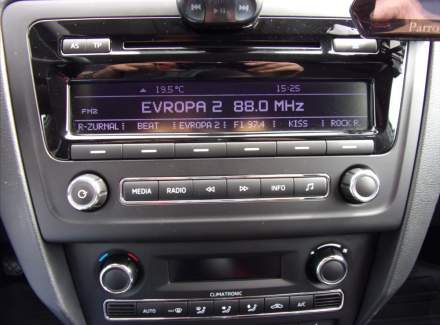 Parro
AS TP
19.5°C 15:25
FM2 EVROPA 2 88.0 MHz
R-ZURNAL BEAT EVROPA 2 F1 97.4 KISS ROCK R
MEDIA RADIO INFO
CLIMATRONIC
AUTO A/C